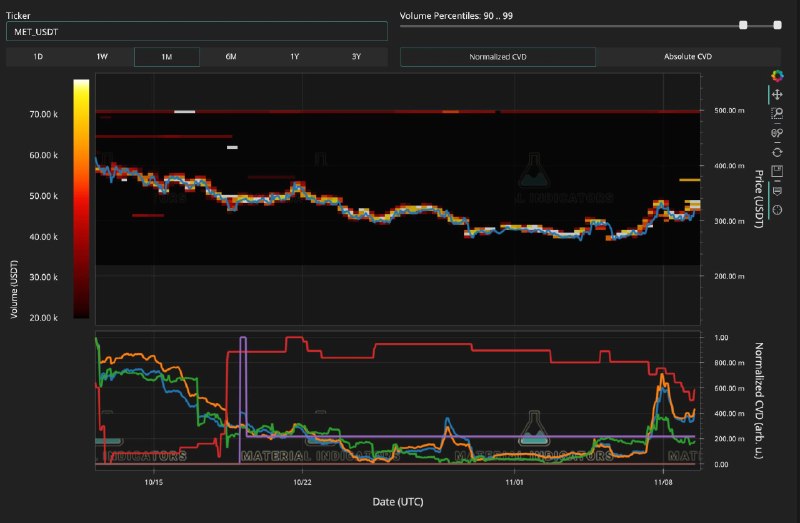 Ticker
Volume Percentiles: 90 .. 99
MET_USDT
1D 1W 1M 6M 1Y 3Y Normalized CVD Absolute CVD
70.00 k
60.00 k
50.00 k
40.00 k
30.00 k
20.00 k
Volume (USDT)
500.00 m
400.00 m
300.00 m
200.00 m
Price (USDT)
1.00
800.00 m
600.00 m
400.00 m
200.00 m
0.00
Normalized CVD (arb. u.)
MATERIAL INDICATORS
MATERIAL INDICATORS
10/15 10/22 11/01 11/08
Date (UTC)